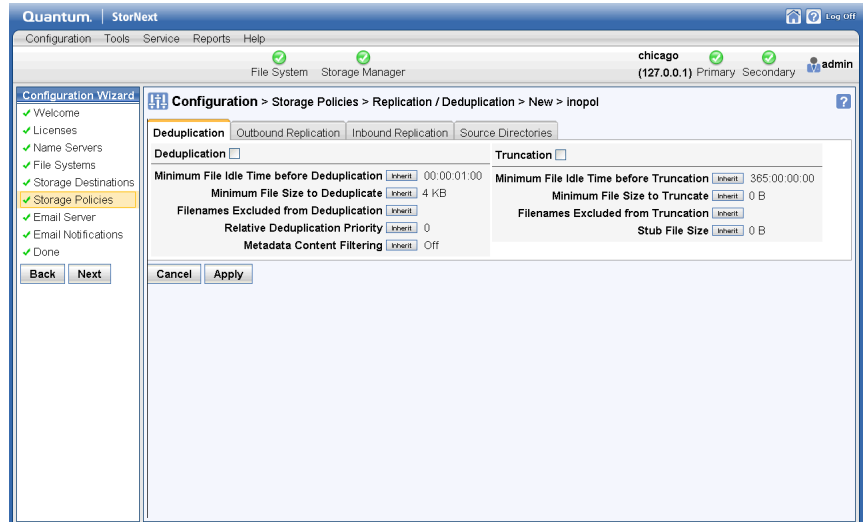 Quantum. | StorNext
Log Off
Configuration Tools Service Reports Help
File System Storage Manager
chicago
(127.0.0.1) Primary Secondary
admin
Configuration Wizard
Welcome
Licenses
Name Servers
File Systems
Storage Destinations
Storage Policies
Email Server
Email Notifications
Done
Back Next
Configuration > Storage Policies > Replication / Deduplication > New > inopol
?
Deduplication Outbound Replication Inbound Replication Source Directories
Deduplication
Minimum File Idle Time before Deduplication Inherit 00:00:01:00
Minimum File Size to Deduplicate Inherit 4 KB
Filenames Excluded from Deduplication Inherit
Relative Deduplication Priority Inherit 0
Metadata Content Filtering Inherit Off
Truncation
Minimum File Idle Time before Truncation Inherit 365:00:00:00
Minimum File Size to Truncate Inherit 0 B
Filenames Excluded from Truncation Inherit
Stub File Size Inherit 0 B
Cancel Apply